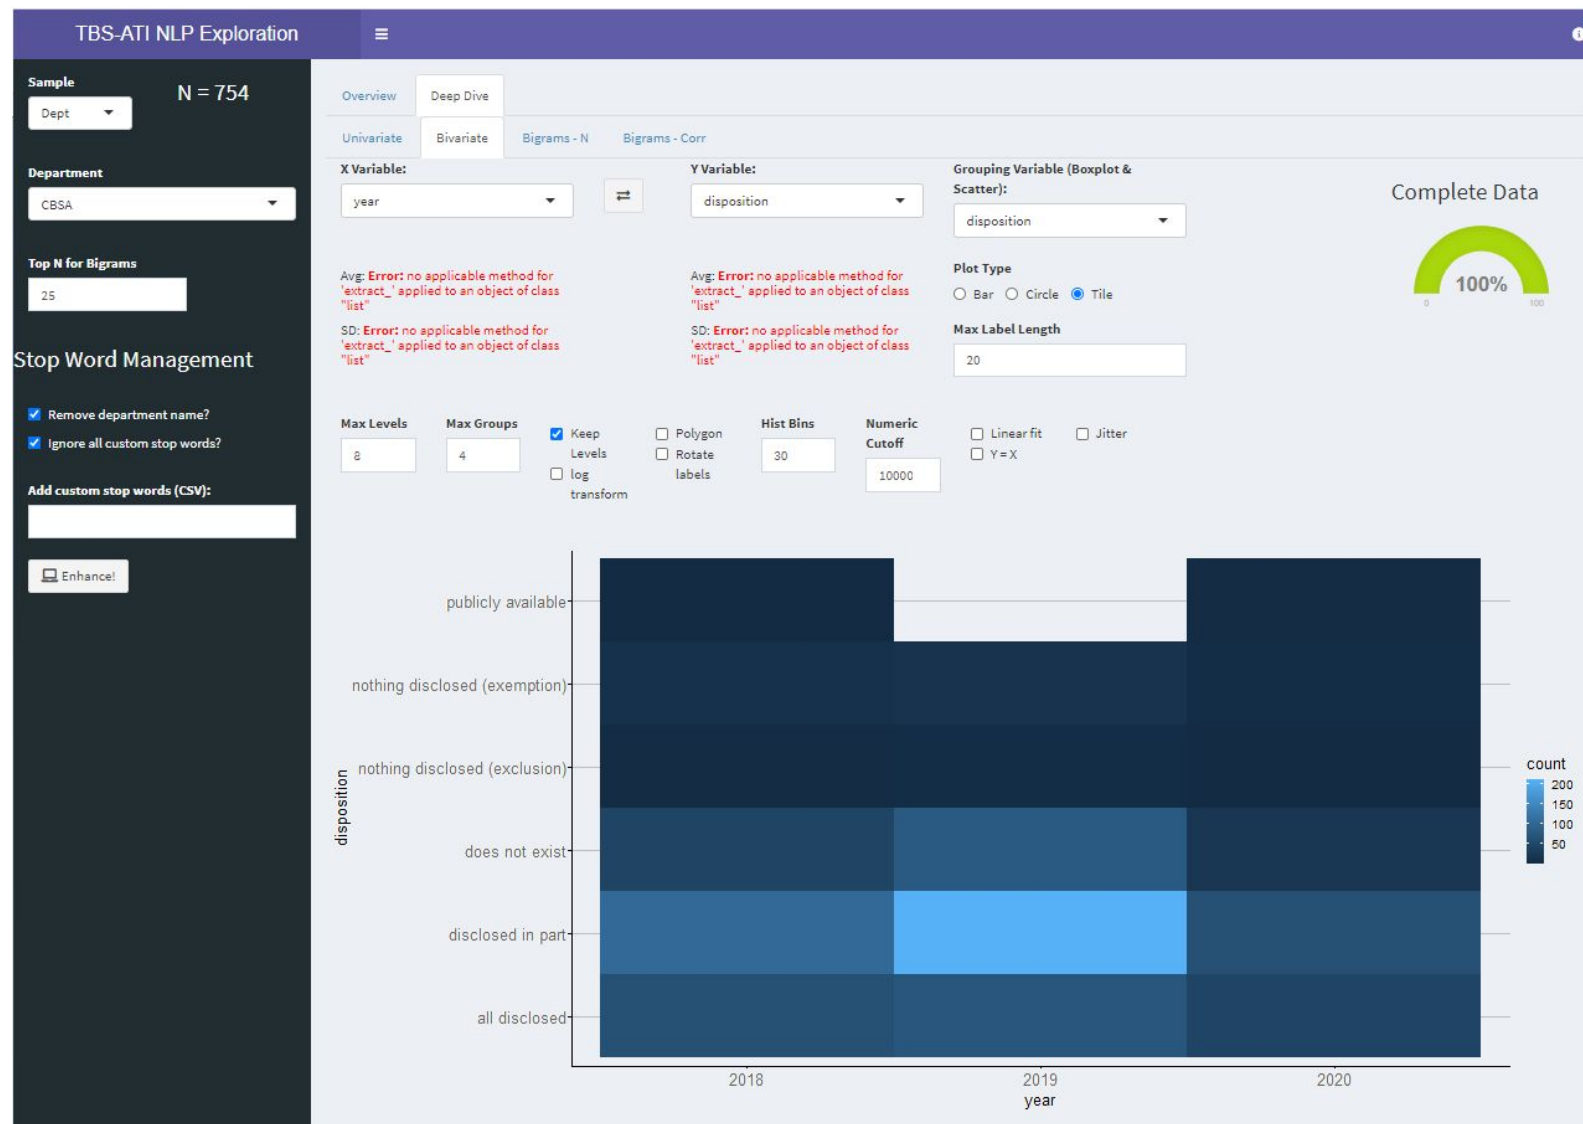 TBS-ATI NLP Exploration
Sample
N = 754
Dept
Department
CBSA
Top N for Bigrams
25
Stop Word Management
Remove department name?
Ignore all custom stop words?
Add custom stop words (CSV):
Enhance!
Overview
Deep Dive
Univariate
Bivariate
Bigrams - N
Bigrams - Corr
X Variable:
year
Y Variable:
disposition
Grouping Variable (Boxplot &
Scatter):
disposition
Complete Data
100%
0
100
Avg: Error: no applicable method for
'extract_' applied to an object of class
"list"
SD: Error: no applicable method for
'extract_' applied to an object of class
"list"
Avg: Error: no applicable method for
'extract_' applied to an object of class
"list"
SD: Error: no applicable method for
'extract_' applied to an object of class
"list"
Plot Type
Bar
Circle
Tile
Max Label Length
20
Max Levels
8
Max Groups
4
Keep
Levels
log
transform
Polygon
Rotate
labels
Hist Bins
30
Numeric
Cutoff
10000
Linear fit
Y = X
Jitter
publicly available
nothing disclosed (exemption)
nothing disclosed (exclusion)
does not exist
disclosed in part
all disclosed
disposition
2018
2019
2020
year
count
200
150
100
50